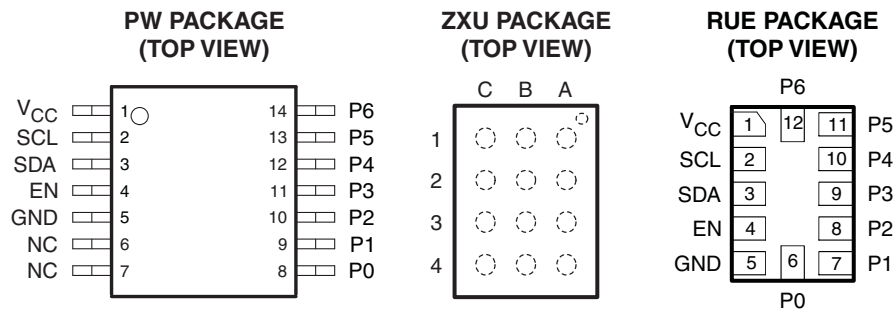 PW PACKAGE
(TOP VIEW)
VCC 1 14 P6
SCL 2 13 P5
SDA 3 12 P4
EN 4 11 P3
GND 5 10 P2
NC 6 9 P1
NC 7 8 P0
ZXU PACKAGE
(TOP VIEW)
C B A
1
2
3
4
RUE PACKAGE
(TOP VIEW)
P6
VCC 1 12 11 P5
SCL 2 10 P4
SDA 3 9 P3
EN 4 8 P2
GND 5 6 7 P1
P0